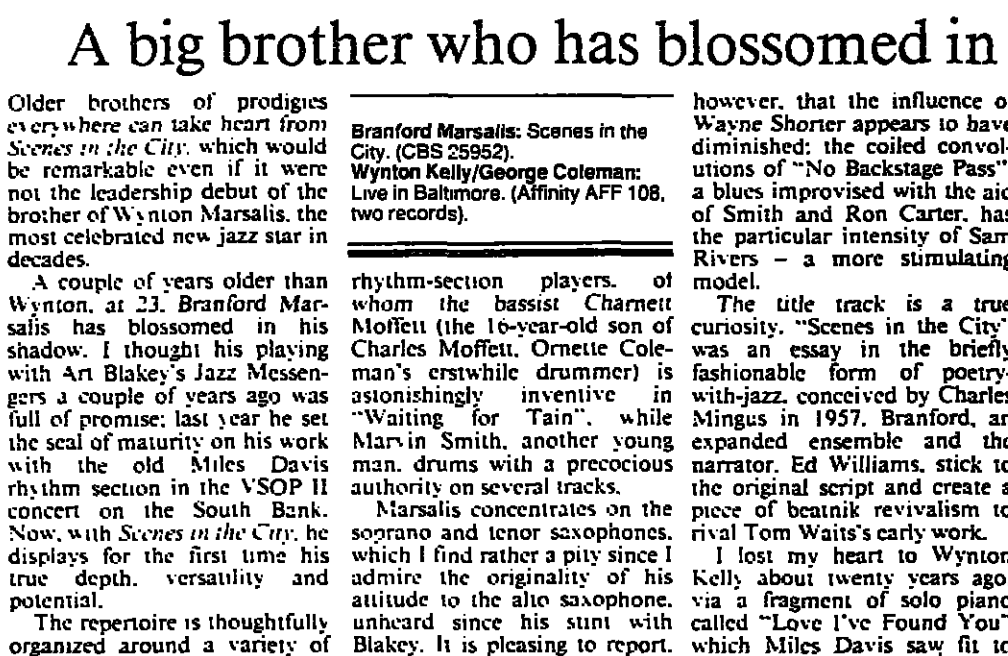 A big brother who has blossomed in
Older brothers of prodigies
everywhere can take heart from
Scenes in the City, which would
be remarkable even if it were
not the leadership debut of the
brother of Wynton Marsalis, the
most celebrated new jazz star in
decades.
A couple of years older than
Wynton, at 23, Branford Mar-
salis has blossomed in his
shadow. I thought his playing
with Art Blakey's Jazz Messen-
gers a couple of years ago was
full of promise; last year he set
the seal of maturity on his work
with the old Miles Davis
rhythm section in the VSOP II
concert on the South Bank.
Now, with Scenes in the City, he
displays for the first time his
true depth, versatility and
potential.
The repertoire is thoughtfully
organized around a variety of
Branford Marsalis: Scenes in the
City. (CBS 25952).
Wynton Kelly/George Coleman:
Live in Baltimore. (Affinity AFF 108,
two records).
rhythm-section players, of
whom the bassist Charnett
Moffett (the 16-year-old son of
Charles Moffett, Ornette Cole-
man's erstwhile drummer) is
astonishingly inventive in
"Waiting for Tain", while
Marvin Smith, another young
man, drums with a precocious
authority on several tracks.
Marsalis concentrates on the
soprano and tenor saxophones,
which I find rather a pity since I
admire the originality of his
attitude to the alto saxophone,
unheard since his stint with
Blakey. It is pleasing to report,
however, that the influence o
Wayne Shorter appears to have
diminished: the coiled convol-
utions of "No Backstage Pass"
a blues improvised with the aid
of Smith and Ron Carter, has
the particular intensity of Sam
Rivers – a more stimulating
model.
The title track is a true
curiosity. "Scenes in the City"
was an essay in the briefly
fashionable form of poetry-
with-jazz, conceived by Charles
Mingus in 1957. Branford, an
expanded ensemble and the
narrator, Ed Williams, stick to
the original script and create a
piece of beatnik revivalism to
rival Tom Waits's early work.
I lost my heart to Wynton
Kelly about twenty years ago
via a fragment of solo piano
called "Love I've Found You"
which Miles Davis saw fit